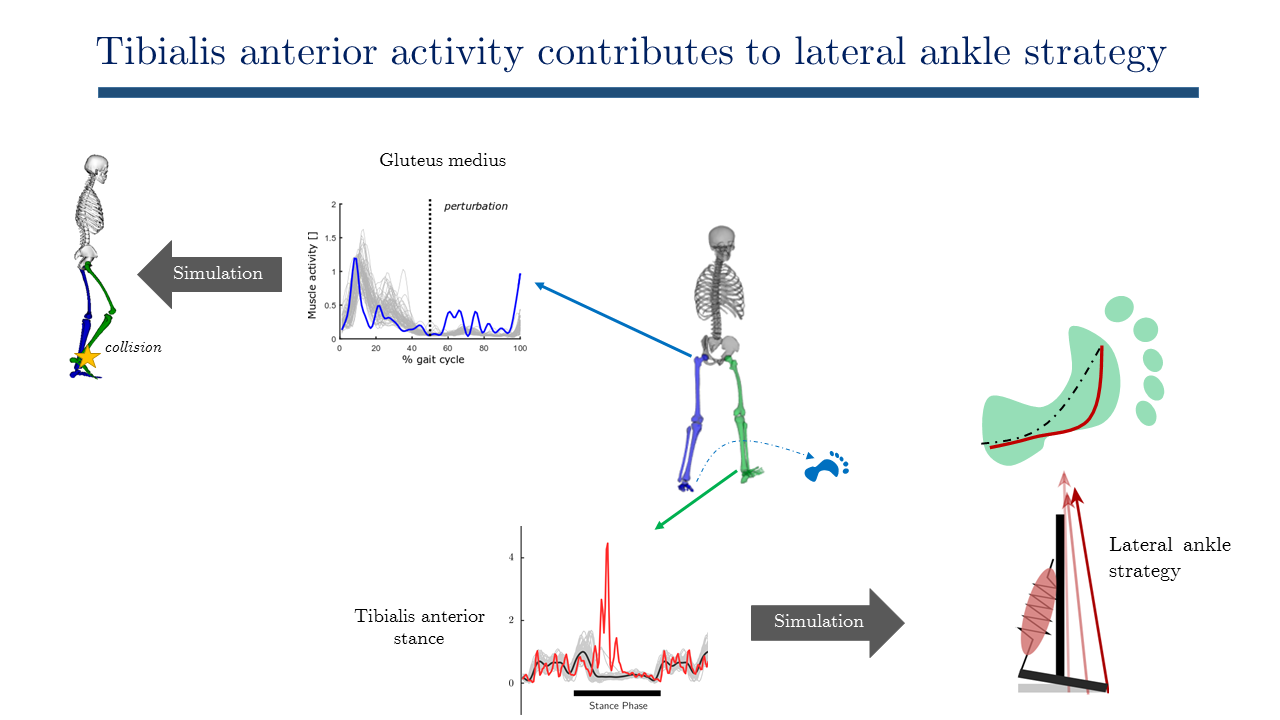 Tibialis anterior activity contributes to lateral ankle strategy
Gluteus medius
perturbation
Muscle activity []
2
1.5
1
0.5
0
0 20 40 60 80 100
% gait cycle
Simulation
collision
Lateral ankle
strategy
Tibialis anterior
stance
4
2
0
Stance Phase
Simulation